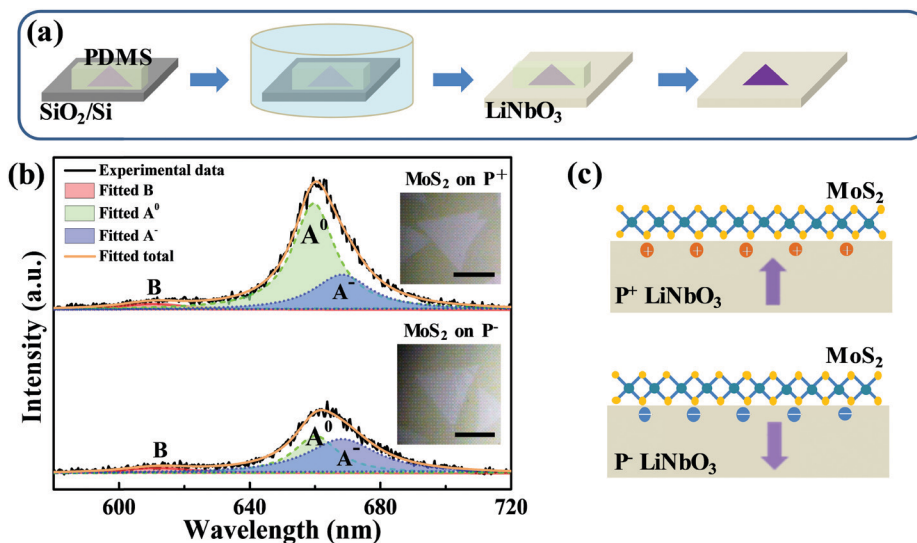 (a)
PDMS
SiO₂/Si
LiNbO₃
(b)
Experimental data
Fitted B
Fitted A⁰
Fitted A⁻
Fitted total
MoS₂ on P⁺
B
A⁰
A⁻
MoS₂ on P⁻
B
A⁰
A⁻
Intensity (a.u.)
600 640 680 720
Wavelength (nm)
(c)
MoS₂
+ + + + +
P⁺ LiNbO₃
MoS₂
− − − − −
P⁻ LiNbO₃